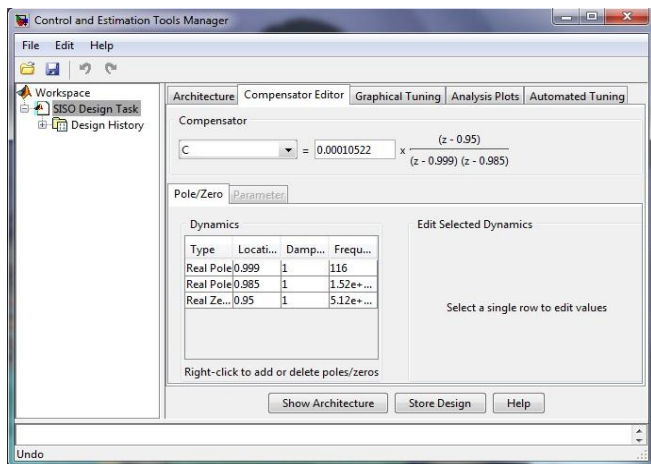 Control and Estimation Tools Manager
File Edit Help
Workspace
SISO Design Task
Design History
Architecture Compensator Editor Graphical Tuning Analysis Plots Automated Tuning
Compensator
C = 0.00010522 x (z - 0.95)
(z - 0.999) (z - 0.985)
Pole/Zero Parameter
Dynamics
Type Locati... Damp... Frequ...
Real Pole 0.999 1 116
Real Pole 0.985 1 1.52e+...
Real Ze... 0.95 1 5.12e+...
Right-click to add or delete poles/zeros
Edit Selected Dynamics
Select a single row to edit values
Show Architecture Store Design Help
Undo